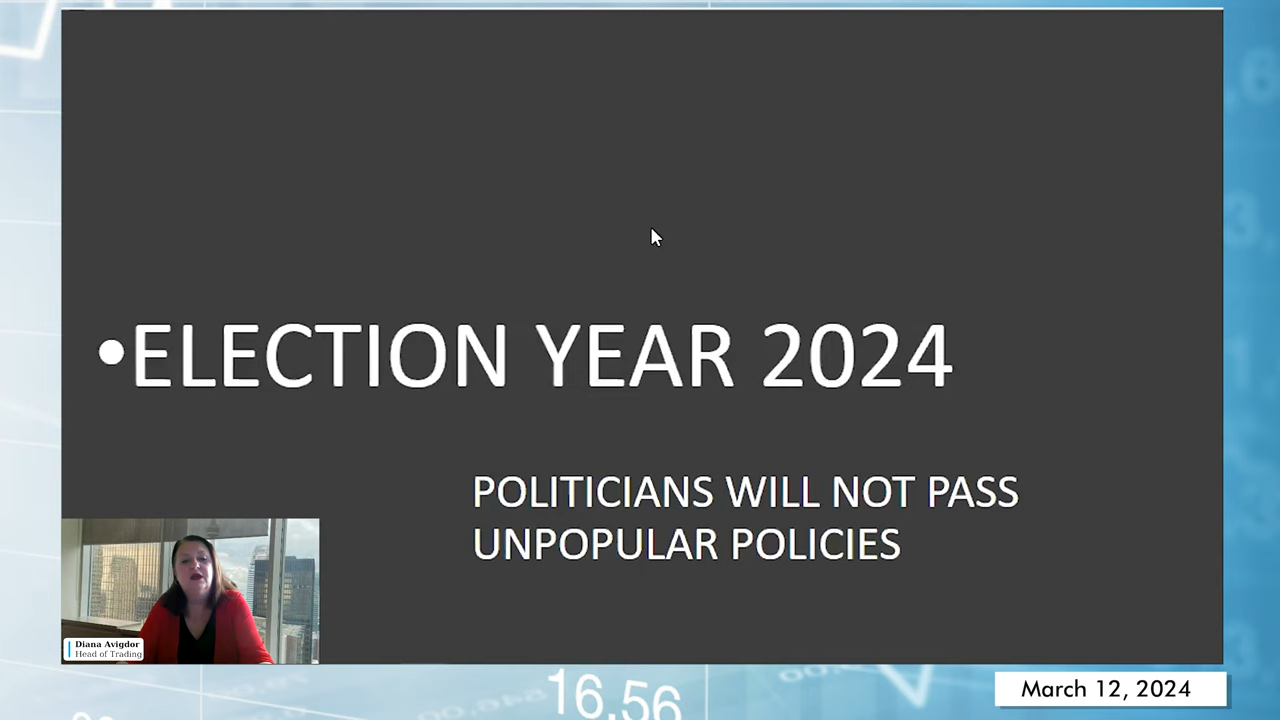 •ELECTION YEAR 2024
POLITICIANS WILL NOT PASS
UNPOPULAR POLICIES
Diana Avigdor
Head of Trading
16,56
March 12, 2024